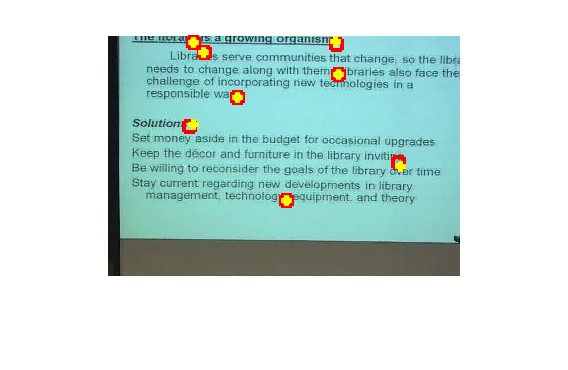 The library is a growing organism
Libraries serve communities that change, so the libra
needs to change along with them. Libraries also face the
challenge of incorporating new technologies in a
responsible way.
Solutions
Set money aside in the budget for occasional upgrades
Keep the décor and furniture in the library inviting
Be willing to reconsider the goals of the library over time
Stay current regarding new developments in library
management, technology, equipment, and theory